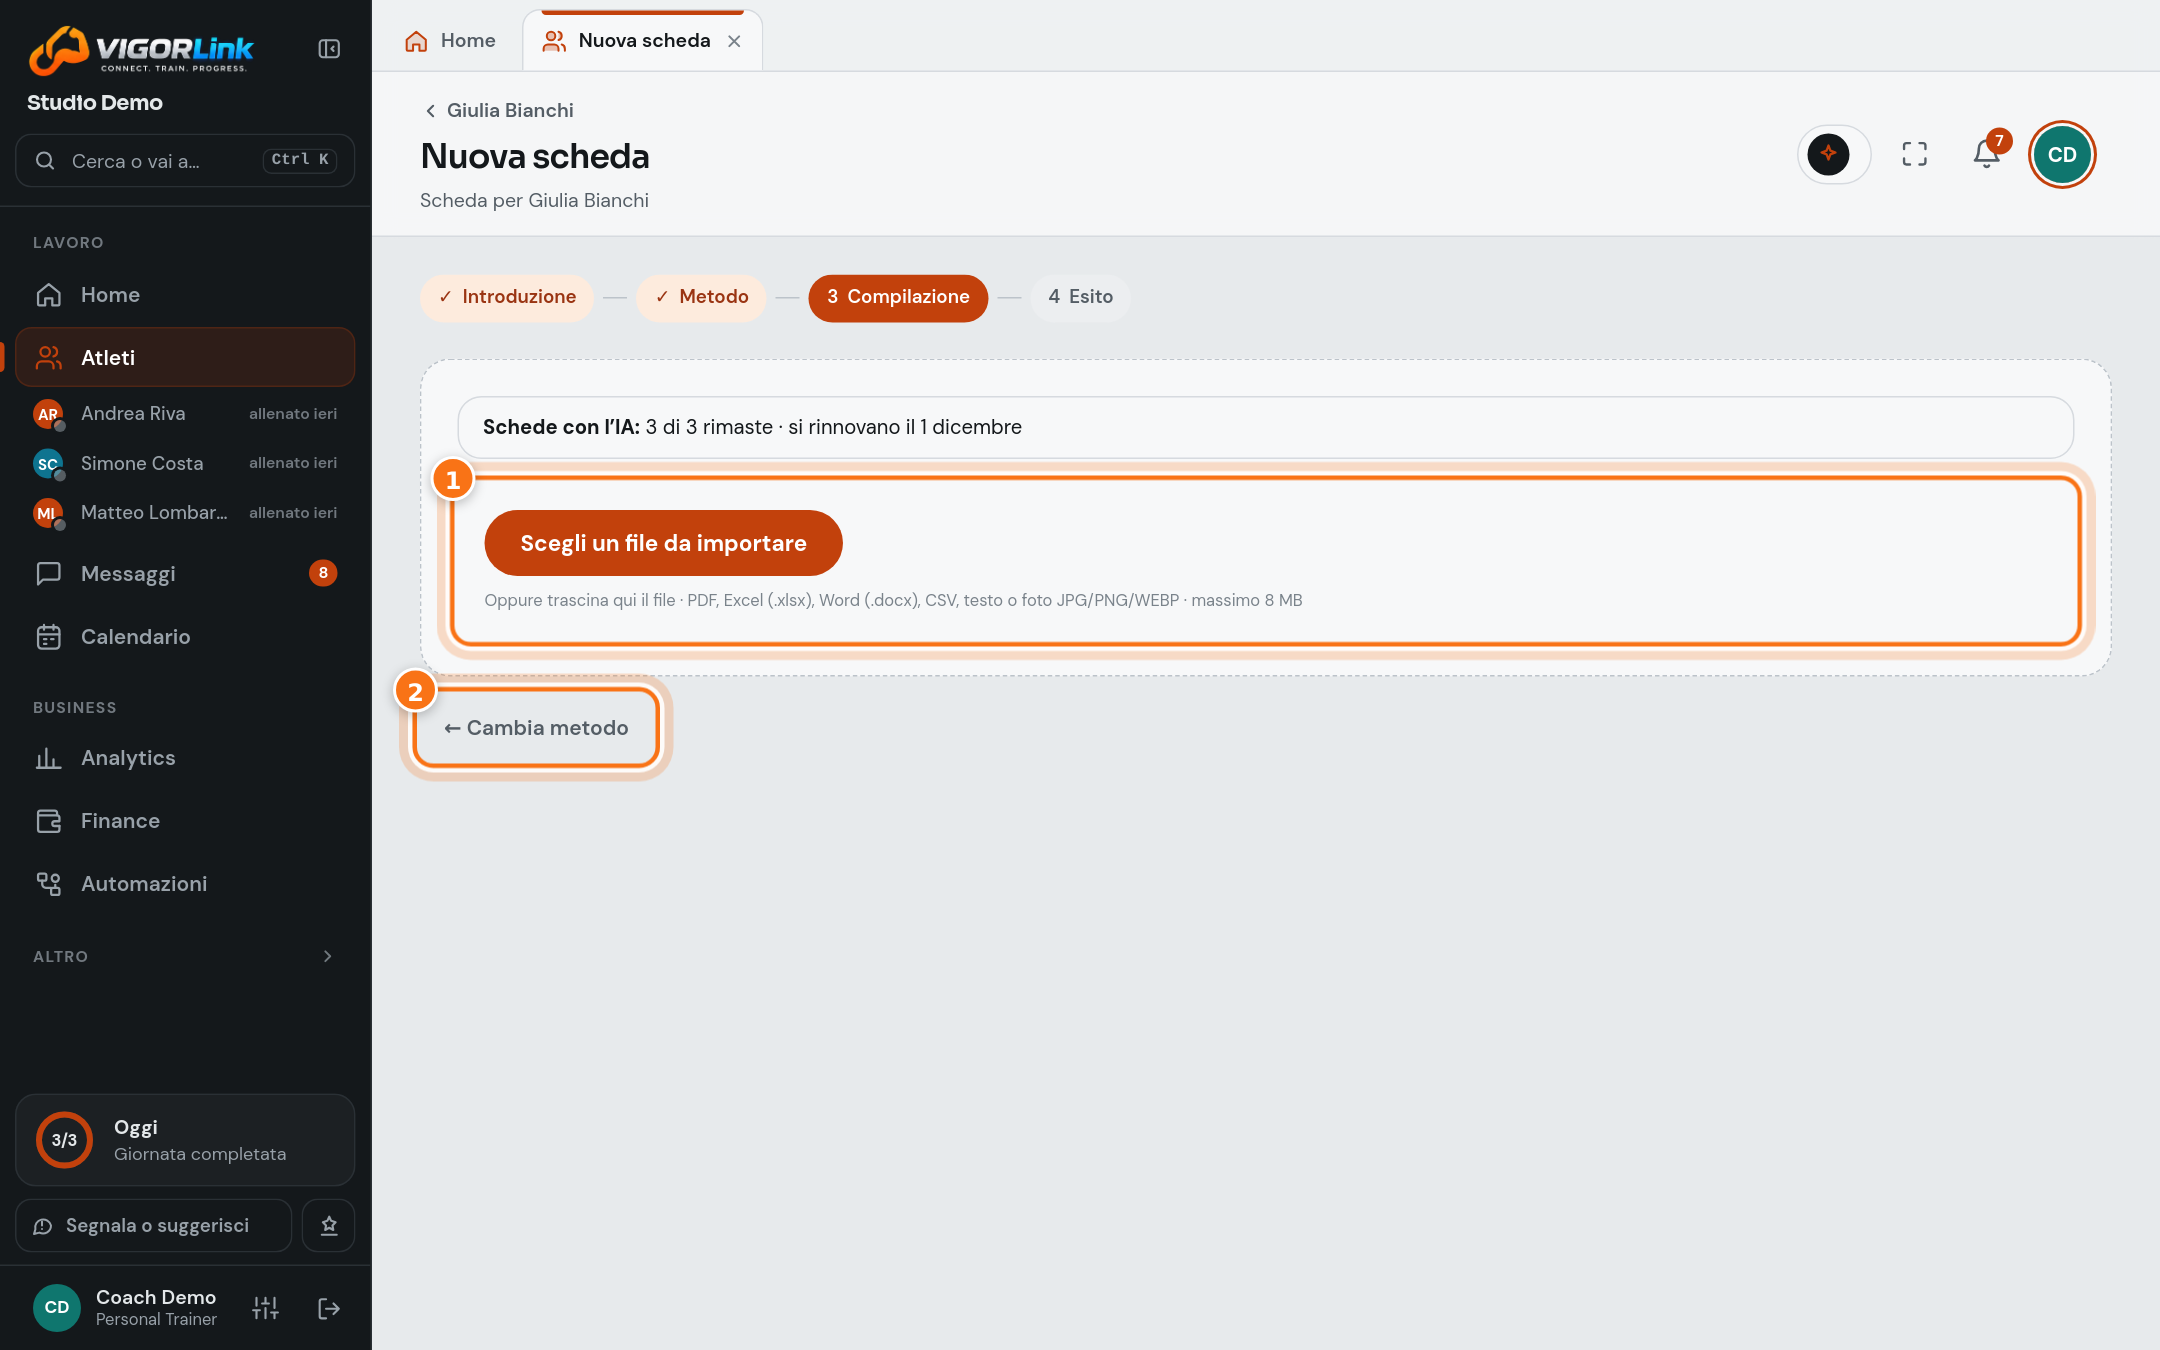 VIGORLink
CONNECT. TRAIN. PROGRESS.
Studio Demo
Cerca o vai a...
Ctrl K
LAVORO
Home
Atleti
AR Andrea Riva allenato ieri
SC Simone Costa allenato ieri
Matteo Lombar... allenato ieri
Messaggi 8
Calendario
BUSINESS
Analytics
Finance
Automazioni
ALTRO
3/3
Oggi
Giornata completata
Segnala o suggerisci
CD
Coach Demo
Personal Trainer
Home
Nuova scheda
Giulia Bianchi
Nuova scheda
Scheda per Giulia Bianchi
7
CD
✓ Introduzione
✓ Metodo
3 Compilazione
4 Esito
Schede con l’IA: 3 di 3 rimaste · si rinnovano il 1 dicembre
1
Scegli un file da importare
Oppure trascina qui il file · PDF, Excel (.xlsx), Word (.docx), CSV, testo o foto JPG/PNG/WEBP · massimo 8 MB
2
← Cambia metodo